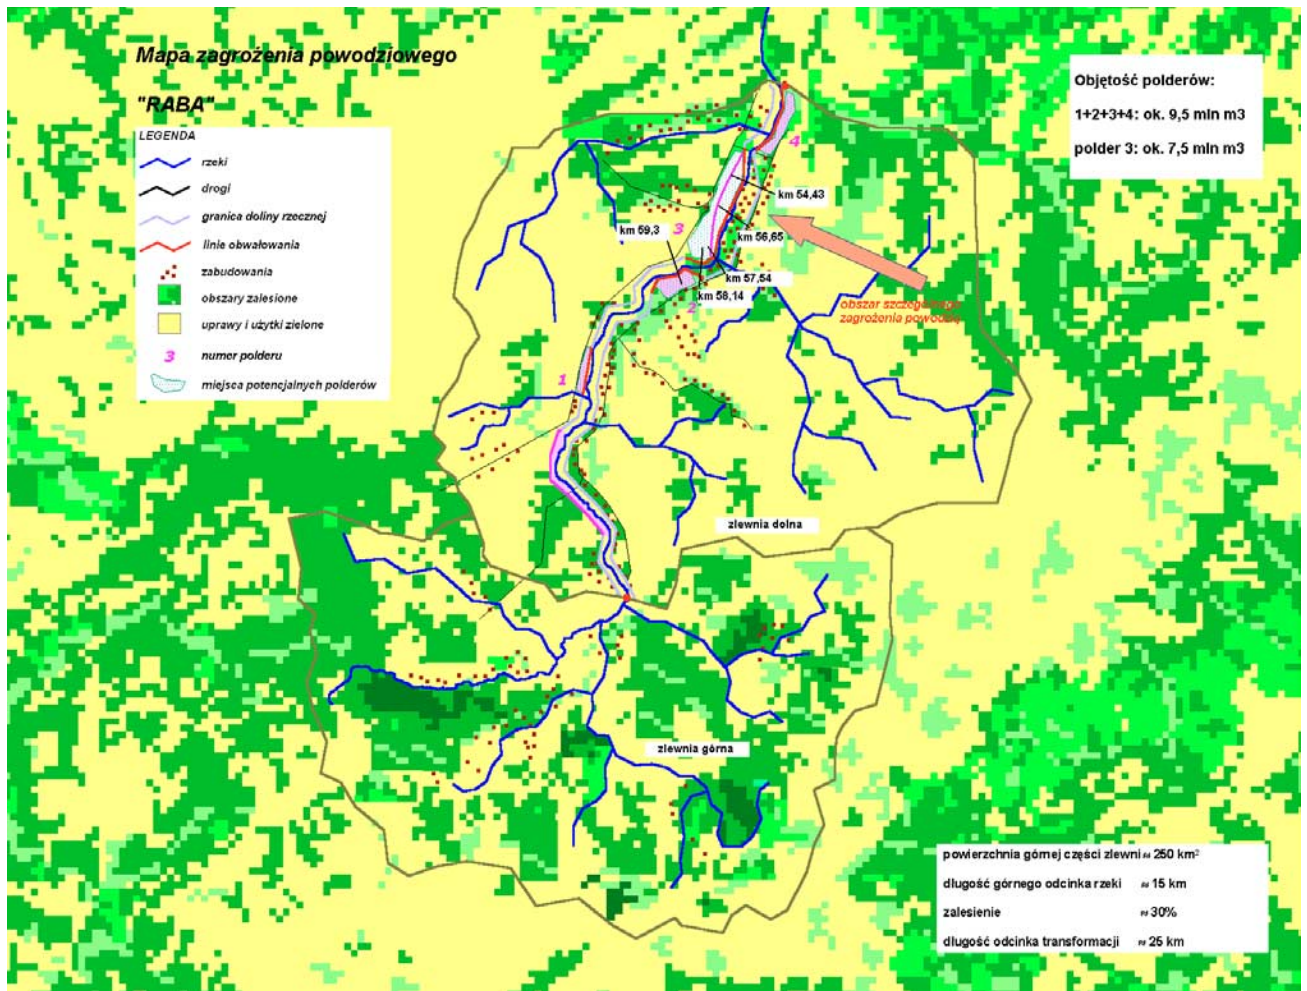 Mapa zagrożenia powodziowego
"RABA"
LEGENDA
rzeki
drogi
granica doliny rzecznej
linie obwałowania
zabudowania
obszary zalesione
uprawy i użytki zielone
3 numer polderu
miejsca potencjalnych polderów
Objętość polderów:
1+2+3+4: ok. 9,5 mln m3
polder 3: ok. 7,5 mln m3
4
km 54,43
3
km 59,3
km 56,65
km 57,54
km 58,14
2
obszar szczególnego
zagrożenia powodzią
1
zlewnia dolna
zlewnia górna
powierzchnia górnej części zlewni ≈ 250 km²
długość górnego odcinka rzeki ≈ 15 km
zalesienie ≈ 30%
długość odcinka transformacji ≈ 25 km